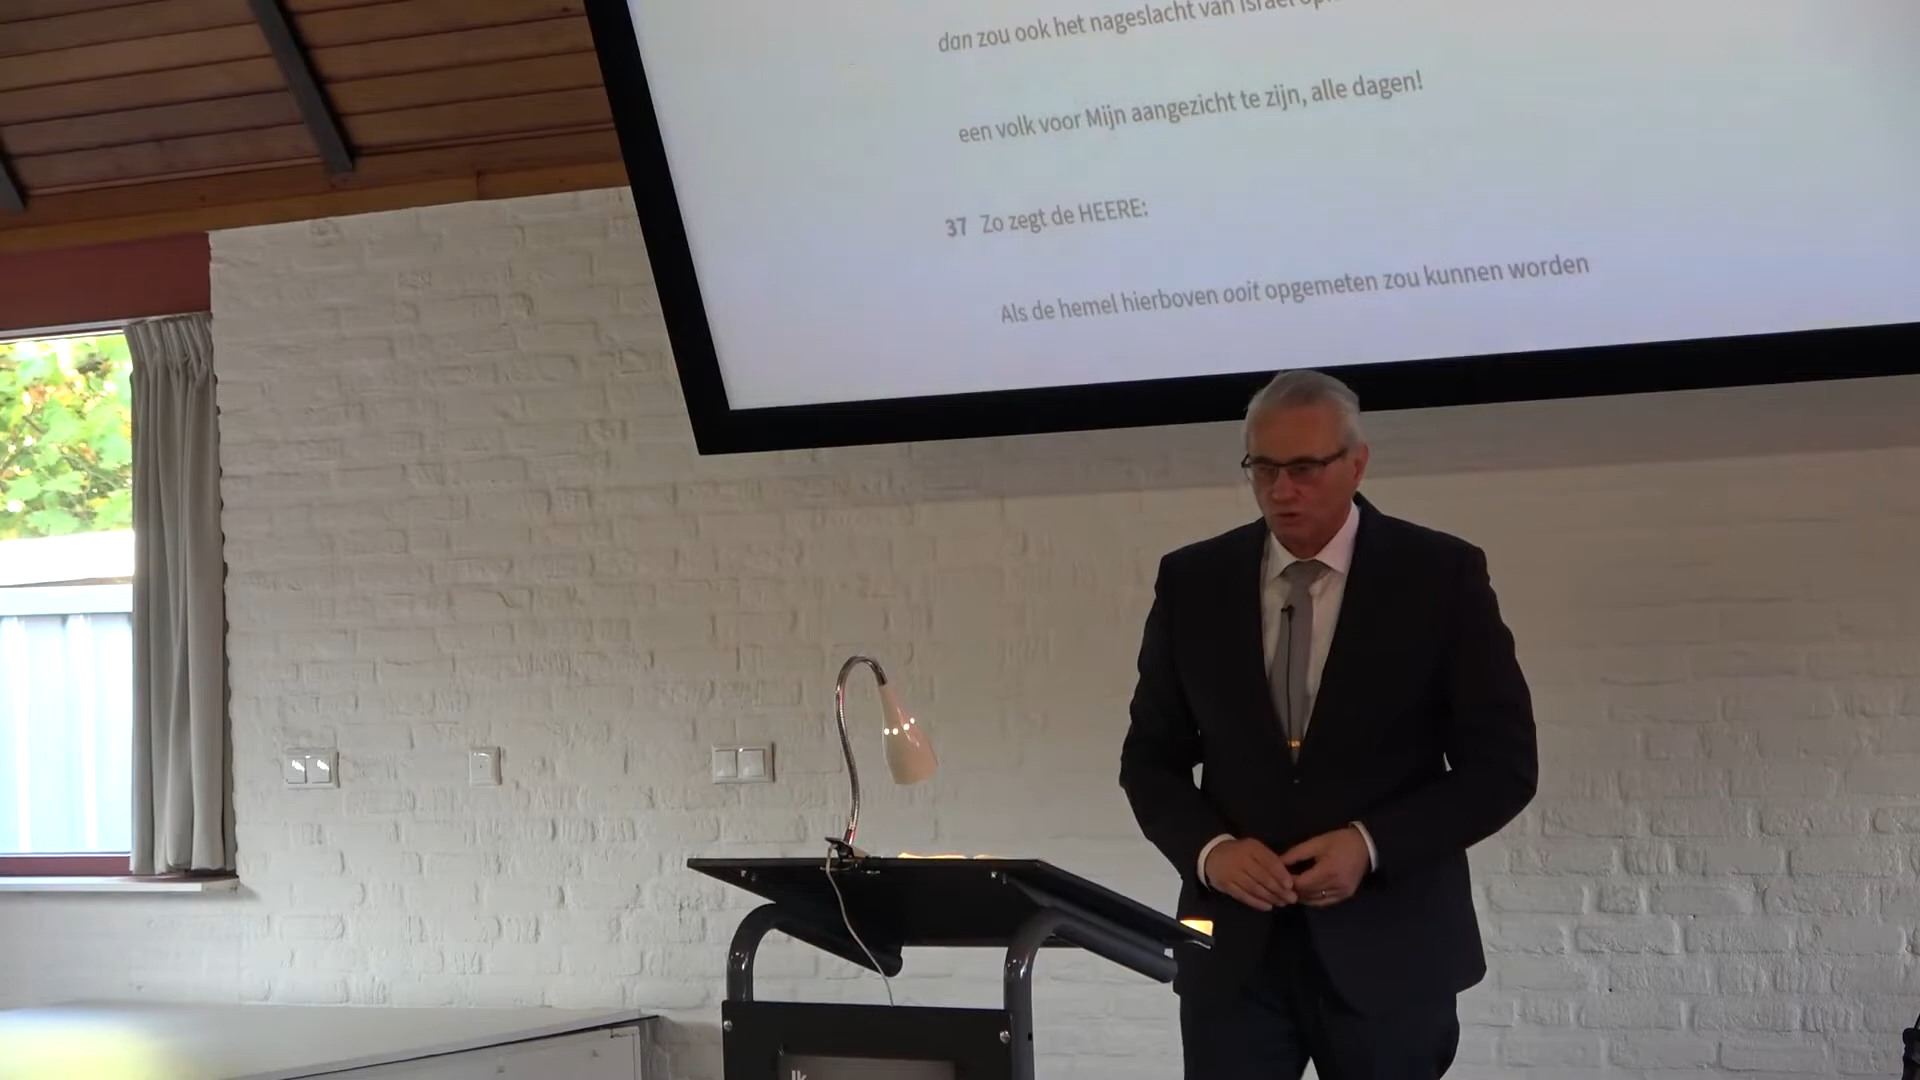 dan zou ook het nageslacht van Israël
een volk voor Mijn aangezicht te zijn, alle dagen!
37 Zo zegt de HEERE:
Als de hemel hierboven ooit opgemeten zou kunnen worden